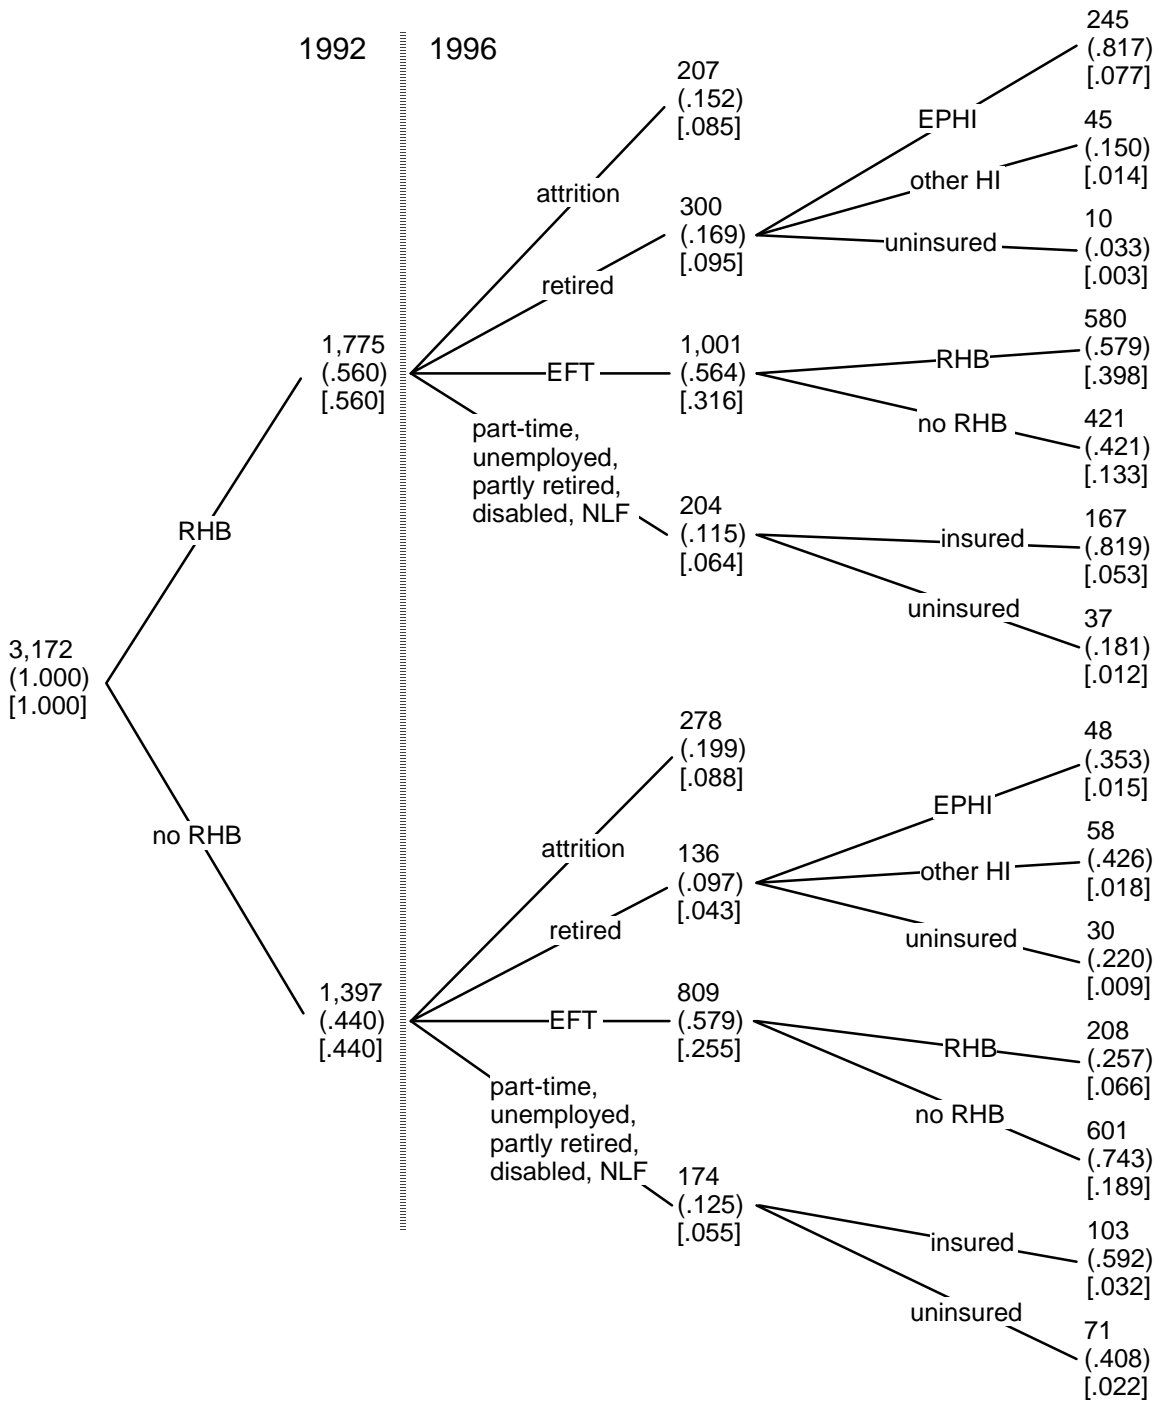 1992
1996
3,172
(1.000)
[1.000]
RHB
no RHB
1,775
(.560)
[.560]
attrition
retired
EFT
part-time,
unemployed,
partly retired,
disabled, NLF
207
(.152)
[.085]
300
(.169)
[.095]
1,001
(.564)
[.316]
204
(.115)
[.064]
EPHI
other HI
uninsured
245
(.817)
[.077]
45
(.150)
[.014]
10
(.033)
[.003]
RHB
no RHB
580
(.579)
[.398]
421
(.421)
[.133]
insured
uninsured
167
(.819)
[.053]
37
(.181)
[.012]
1,397
(.440)
[.440]
attrition
retired
EFT
part-time,
unemployed,
partly retired,
disabled, NLF
278
(.199)
[.088]
136
(.097)
[.043]
809
(.579)
[.255]
174
(.125)
[.055]
EPHI
other HI
uninsured
48
(.353)
[.015]
58
(.426)
[.018]
30
(.220)
[.009]
RHB
no RHB
208
(.257)
[.066]
601
(.743)
[.189]
insured
uninsured
103
(.592)
[.032]
71
(.408)
[.022]